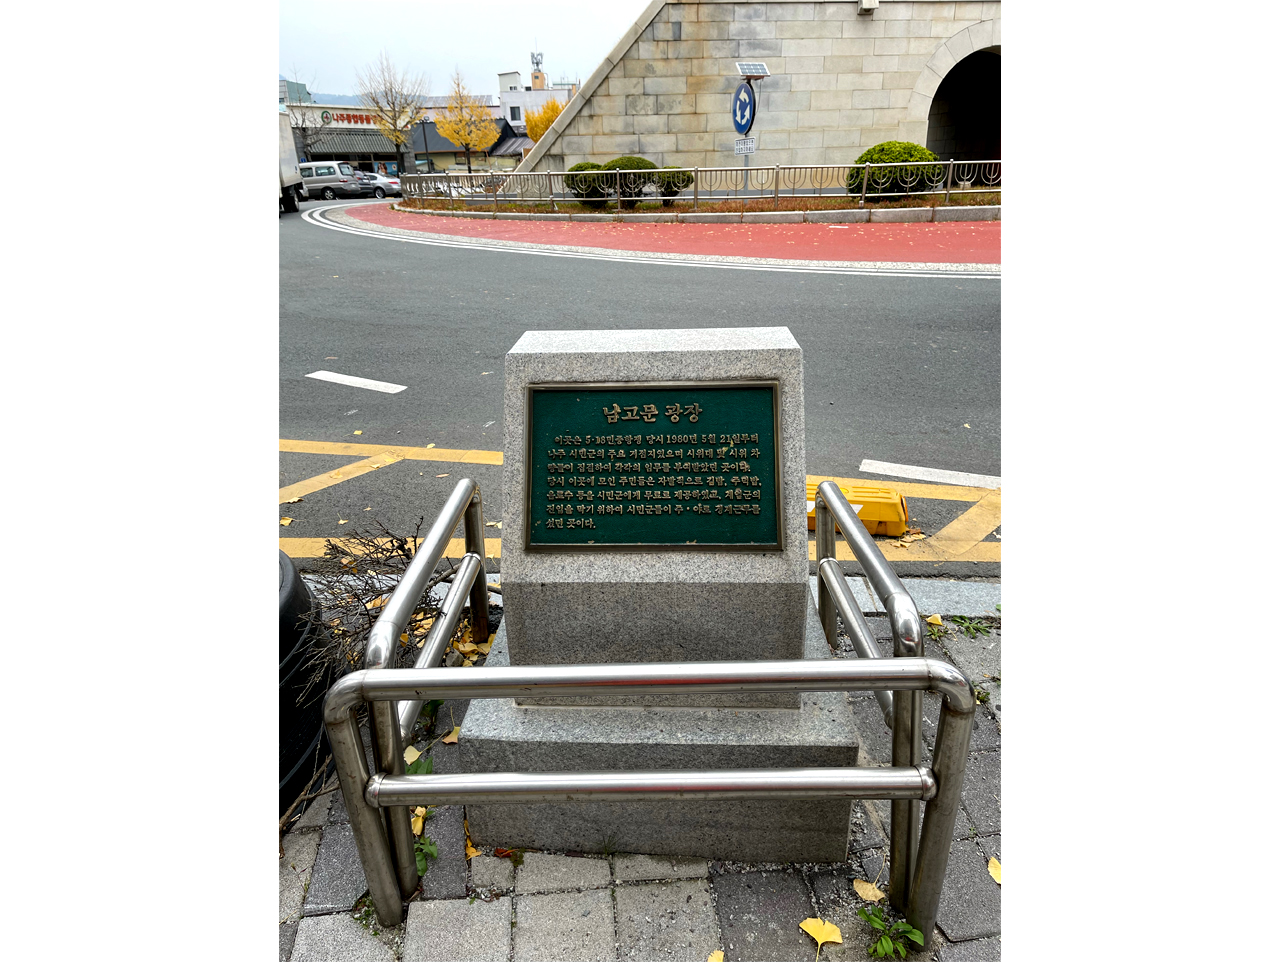 나주종합동물
남고문 광장
이곳은 5·18민중항쟁 당시 1980년 5월 21일부터
나주 시민군의 주요 거점지였으며 시위대 및 시위 차
량들이 집결하여 각각의 임무를 부여받았던 곳이다.
당시 이곳에 모인 주민들은 자발적으로 김밥, 주먹밥,
음료수 등을 시민군에게 무료로 제공하였고, 계엄군의
진입을 막기 위하여 시민군들이 주·야로 경계근무를
섰던 곳이다.